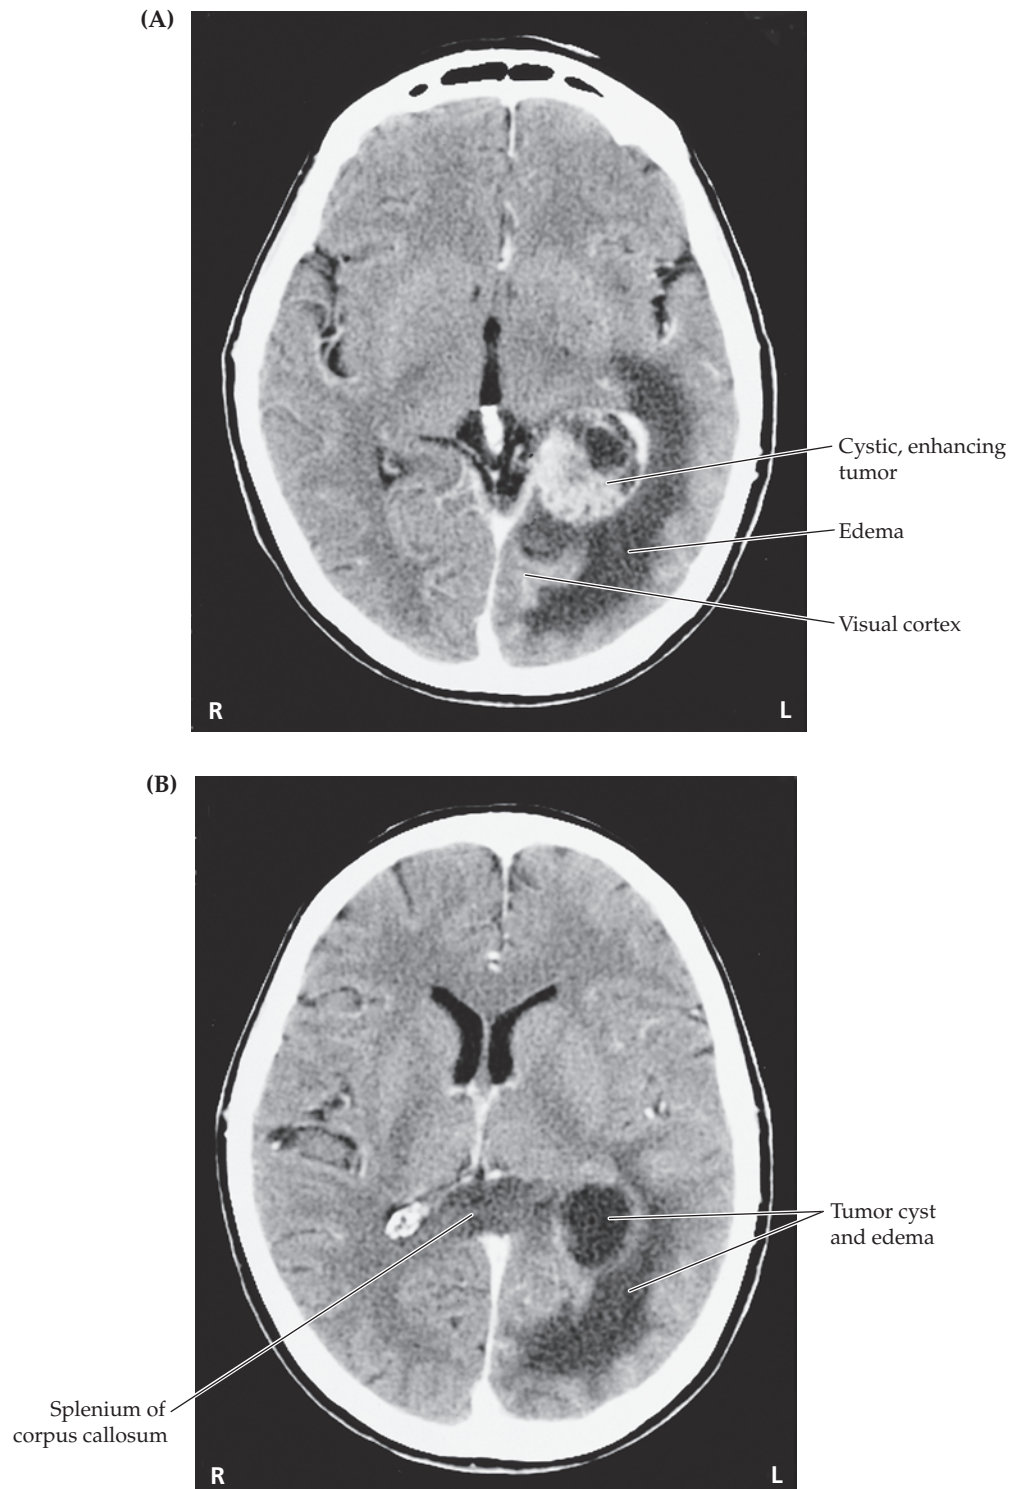 (A)
Cystic, enhancing
tumor
Edema
Visual cortex
R
L
(B)
Tumor cyst
and edema
Splenium of
corpus callosum
R
L